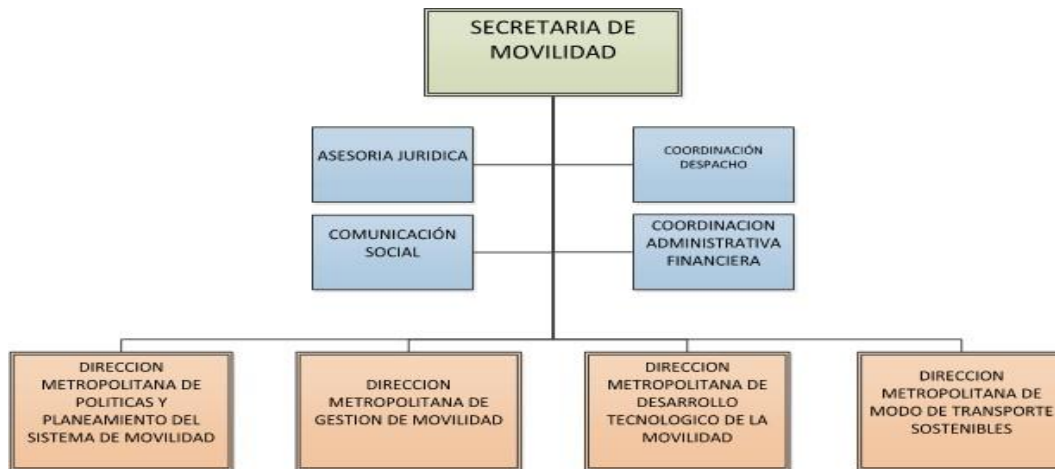 SECRETARIA DE
MOVILIDAD
ASESORIA JURIDICA
COORDINACIÓN
DESPACHO
COMUNICACIÓN
SOCIAL
COORDINACION
ADMINISTRATIVA
FINANCIERA
DIRECCION
METROPOLITANA DE
POLITICAS Y
PLANEAMIENTO DEL
SISTEMA DE MOVILIDAD
DIRECCION
METROPOLITANA DE
GESTION DE MOVILIDAD
DIRECCION
METROPOLITANA DE
DESARROLLO
TECNOLOGICO DE LA
MOVILIDAD
DIRECCION
METROPOLITANA DE
MODO DE TRANSPORTE
SOSTENIBLES